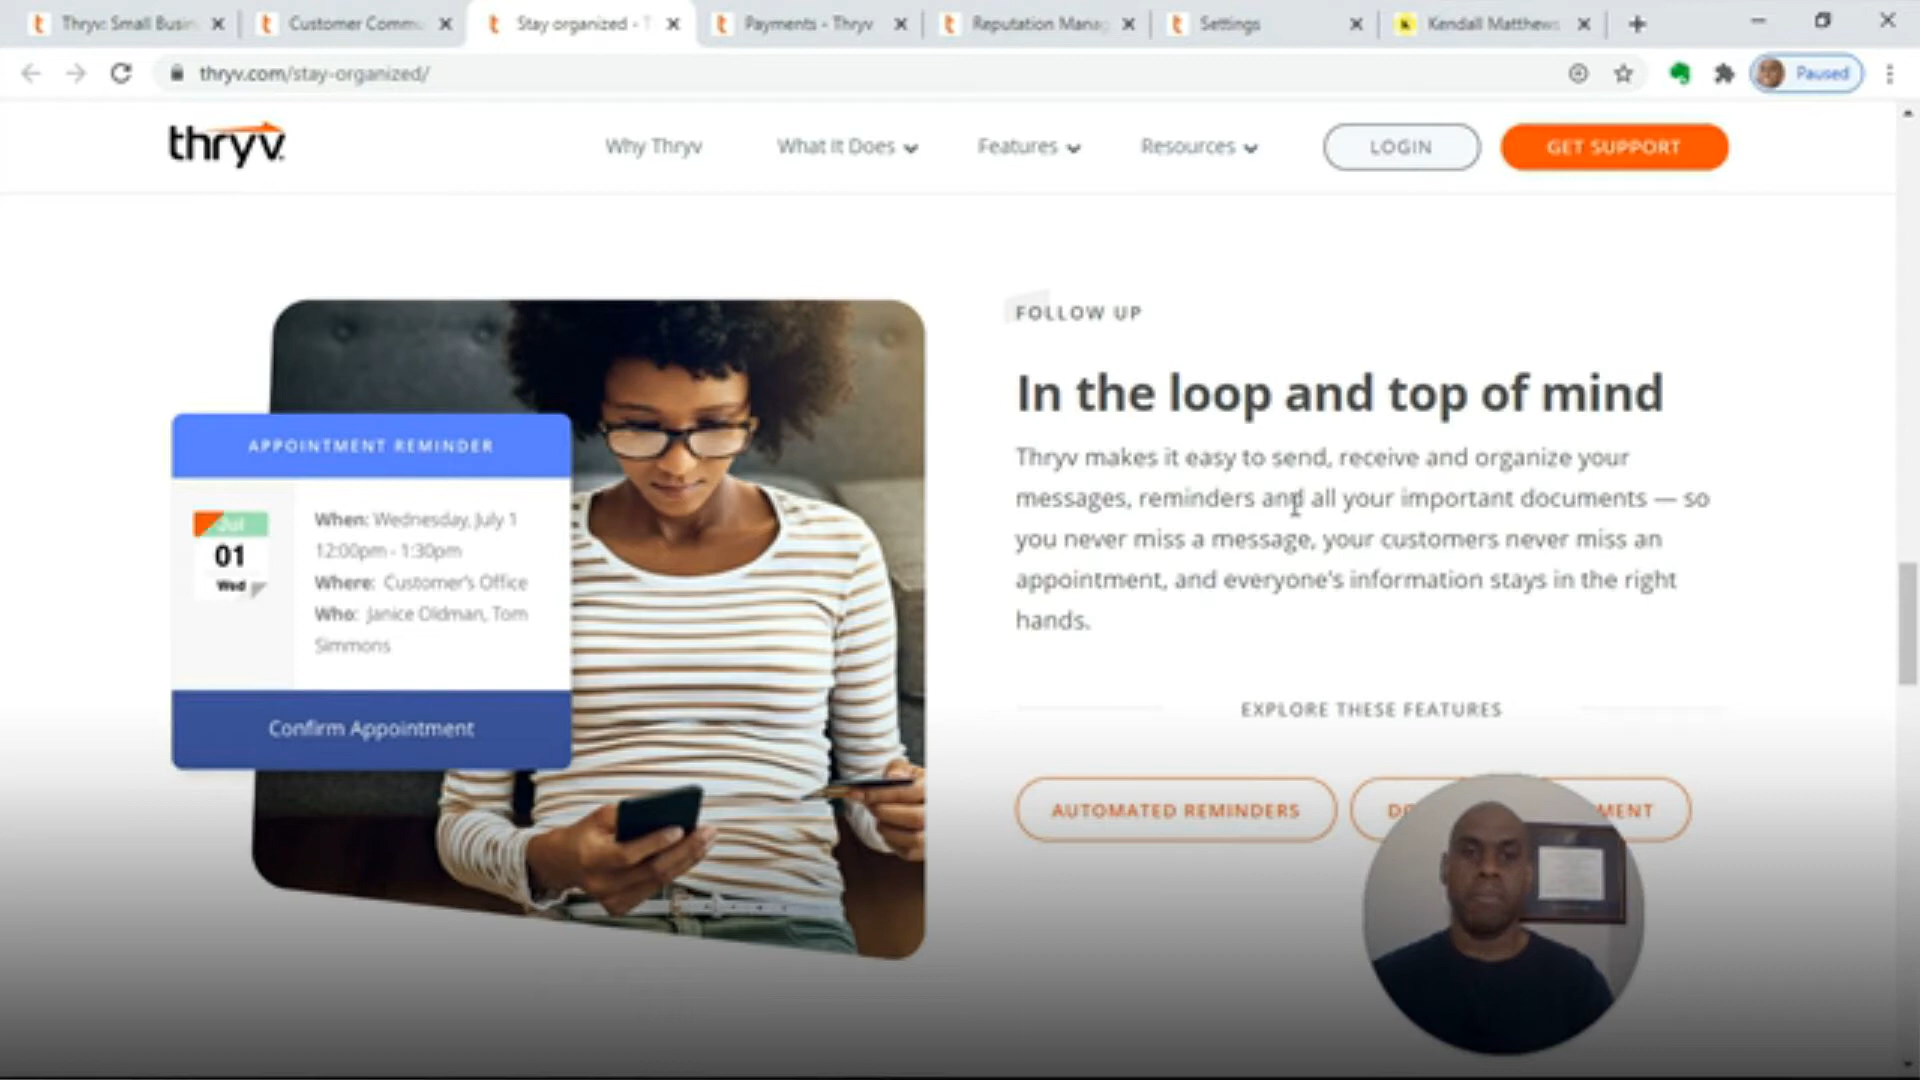 Thryv: Small Busin
Customer Commu
Stay organized - T
Payments - Thryv
Reputation Manag
Settings
Kendall Matthews
thryv.com/stay-organized/
Paused
thryv
Why Thryv
What It Does
Features
Resources
LOGIN
GET SUPPORT
APPOINTMENT REMINDER
Jul
01
Wed
When: Wednesday, July 1
12:00pm - 1:30pm
Where: Customer's Office
Who: Janice Oldman, Tom
Simmons
Confirm Appointment
FOLLOW UP
In the loop and top of mind
Thryv makes it easy to send, receive and organize your
messages, reminders and all your important documents — so
you never miss a message, your customers never miss an
appointment, and everyone's information stays in the right
hands.
EXPLORE THESE FEATURES
AUTOMATED REMINDERS